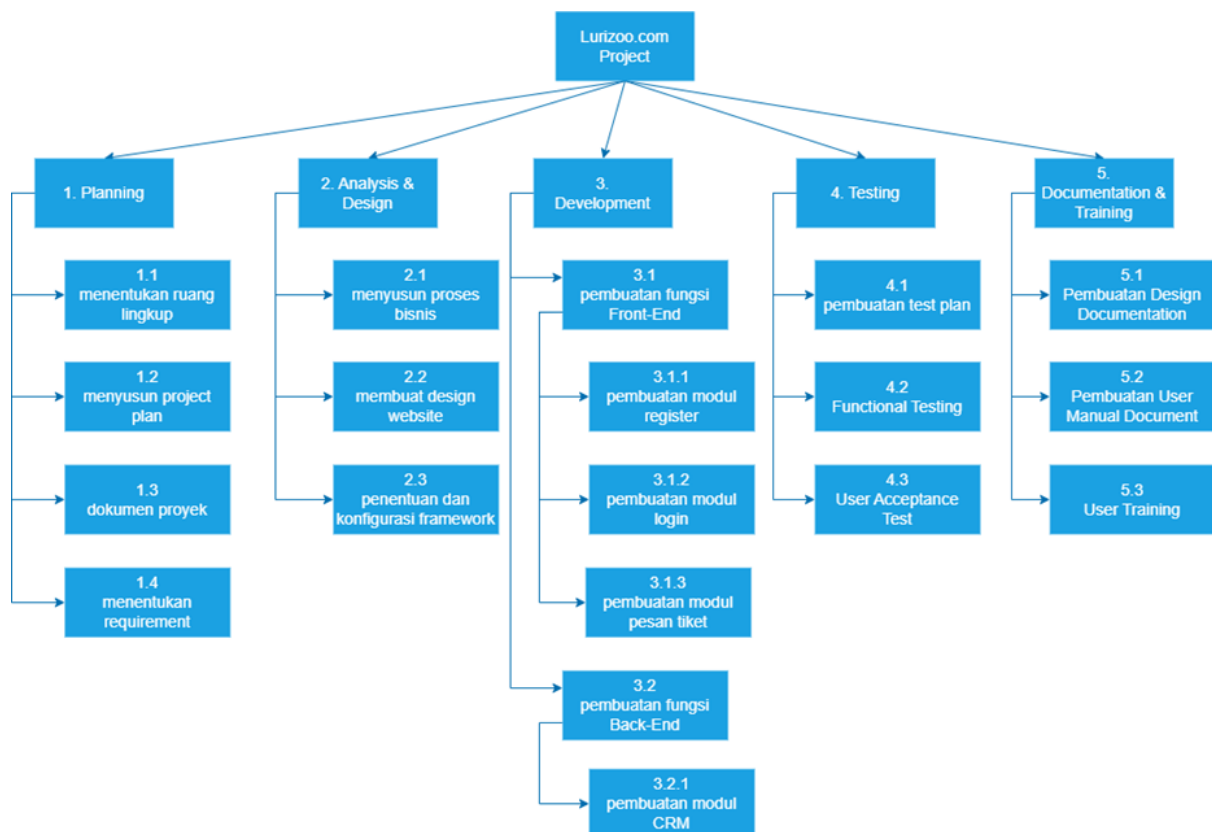 Lurizoo.com
Project
1. Planning
2. Analysis &
Design
3.
Development
4. Testing
5.
Documentation &
Training
1.1
menentukan ruang
lingkup
1.2
menyusun project
plan
1.3
dokumen proyek
1.4
menentukan
requirement
2.1
menyusun proses
bisnis
2.2
membuat design
website
2.3
penentuan dan
konfigurasi framework
3.1
pembuatan fungsi
Front-End
3.1.1
pembuatan modul
register
3.1.2
pembuatan modul
login
3.1.3
pembuatan modul
pesan tiket
3.2
pembuatan fungsi
Back-End
3.2.1
pembuatan modul
CRM
4.1
pembuatan test plan
4.2
Functional Testing
4.3
User Acceptance
Test
5.1
Pembuatan Design
Documentation
5.2
Pembuatan User
Manual Document
5.3
User Training